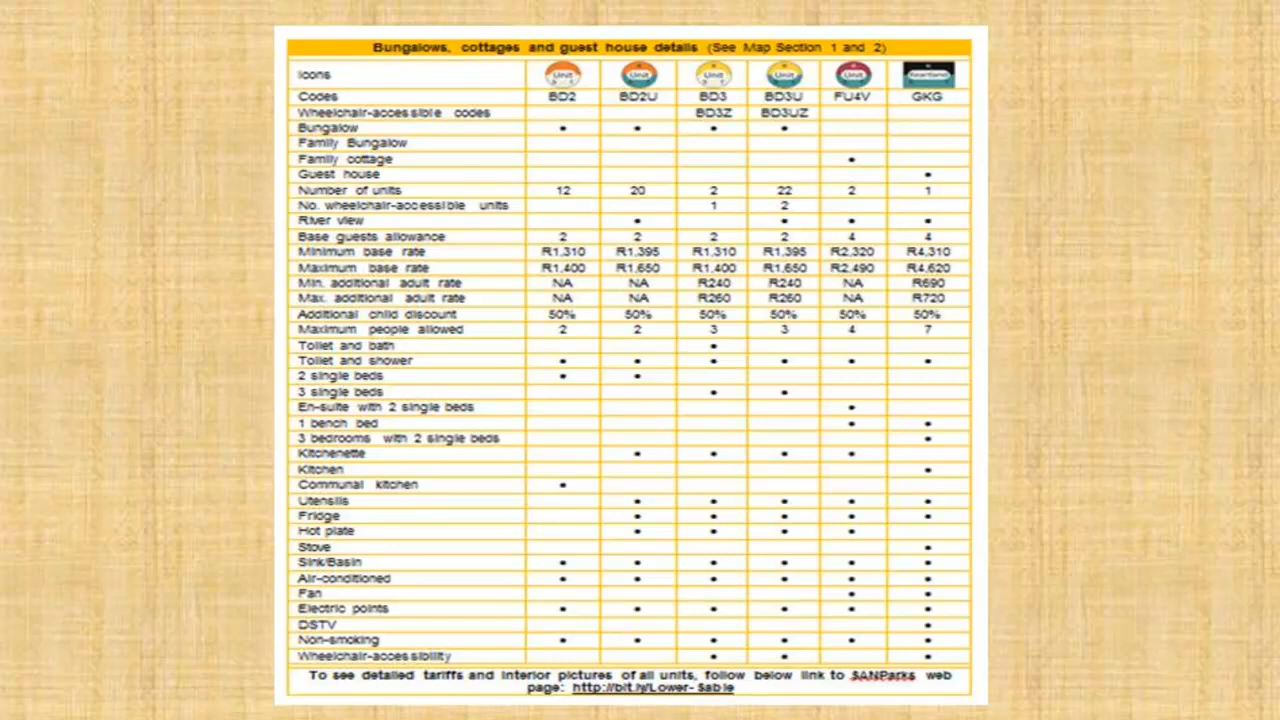 Bungalows, cottages and guest house details (See Map Section 1 and 2)
Icons Unit Unit Unit Unit Unit
Codes BD2 BD2U BD3 BD3U FU4V GKG
Wheelchair-accessible codes BD3Z BD3UZ
Bungalow • • • •
Family Bungalow
Family cottage •
Guest house •
Number of units 12 20 2 22 2 1
No. wheelchair-accessible units 1 2
River view • • • •
Base guests allowance 2 2 2 2 4 4
Minimum base rate R1,310 R1,395 R1,310 R1,395 R2,320 R4,310
Maximum base rate R1,400 R1,650 R1,400 R1,650 R2,490 R4,620
Min. additional adult rate NA NA R240 R240 NA R690
Max. additional adult rate NA NA R260 R260 NA R720
Additional child discount 50% 50% 50% 50% 50% 50%
Maximum people allowed 2 2 3 3 4 7
Toilet and bath •
Toilet and shower • • • • • •
2 single beds • •
3 single beds • •
En-suite with 2 single beds •
1 bench bed • •
3 bedrooms with 2 single beds •
Kitchenette • • • •
Kitchen •
Communal kitchen •
Utensils • • • • •
Fridge • • • • •
Hot plate • • • •
Stove •
Sink/Basin • • • • • •
Air-conditioned • • • • • •
Fan • •
Electric points • • • • • •
DSTV •
Non-smoking • • • • • •
Wheelchair-accessibility • • •
To see detailed tariffs and interior pictures of all units, follow below link to SANParks web
page: http://bit.ly/Lower-Sabie